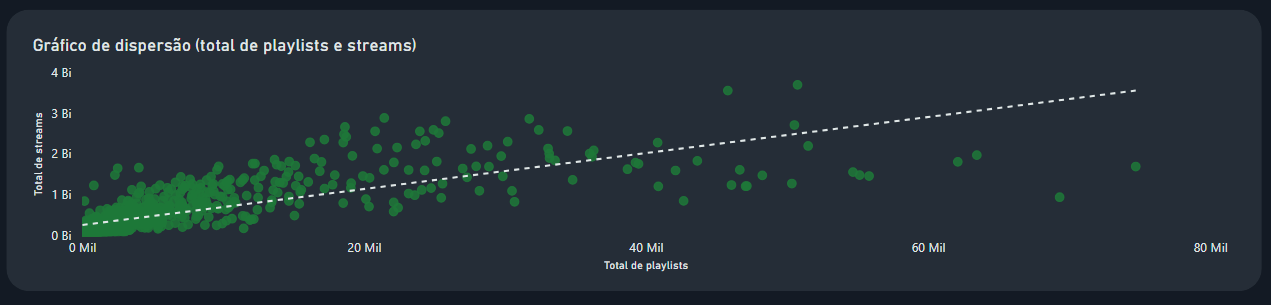 Gráfico de dispersão (total de playlists e streams)
4 Bi
3 Bi
2 Bi
1 Bi
0 Bi
Total de streams
0 Mil
20 Mil
40 Mil
60 Mil
80 Mil
Total de playlists